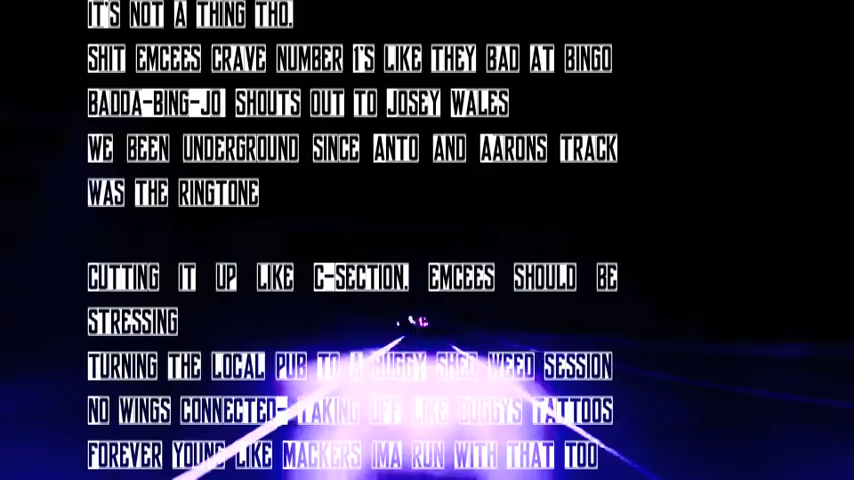 IT'S NOT A THING THO,
SHIT EMCEES CRAVE NUMBER 1'S LIKE THEY BAD AT BINGO
BADDA-BING-JO! SHOUTS OUT TO JOSEY WALES
WE BEEN UNDERGROUND SINCE ANTO AND AARONS TRACK
WAS THE RINGTONE
CUTTING IT UP LIKE C-SECTION, EMCEES SHOULD BE
STRESSING
TURNING THE LOCAL PUB TO A BUGGY SHED WEED SESSION
NO WINGS CONNECTED- TAKING OFF LIKE BUGGYS TATTOOS
FOREVER YOUNG LIKE MACKERS IMA RUN WITH THAT TOO